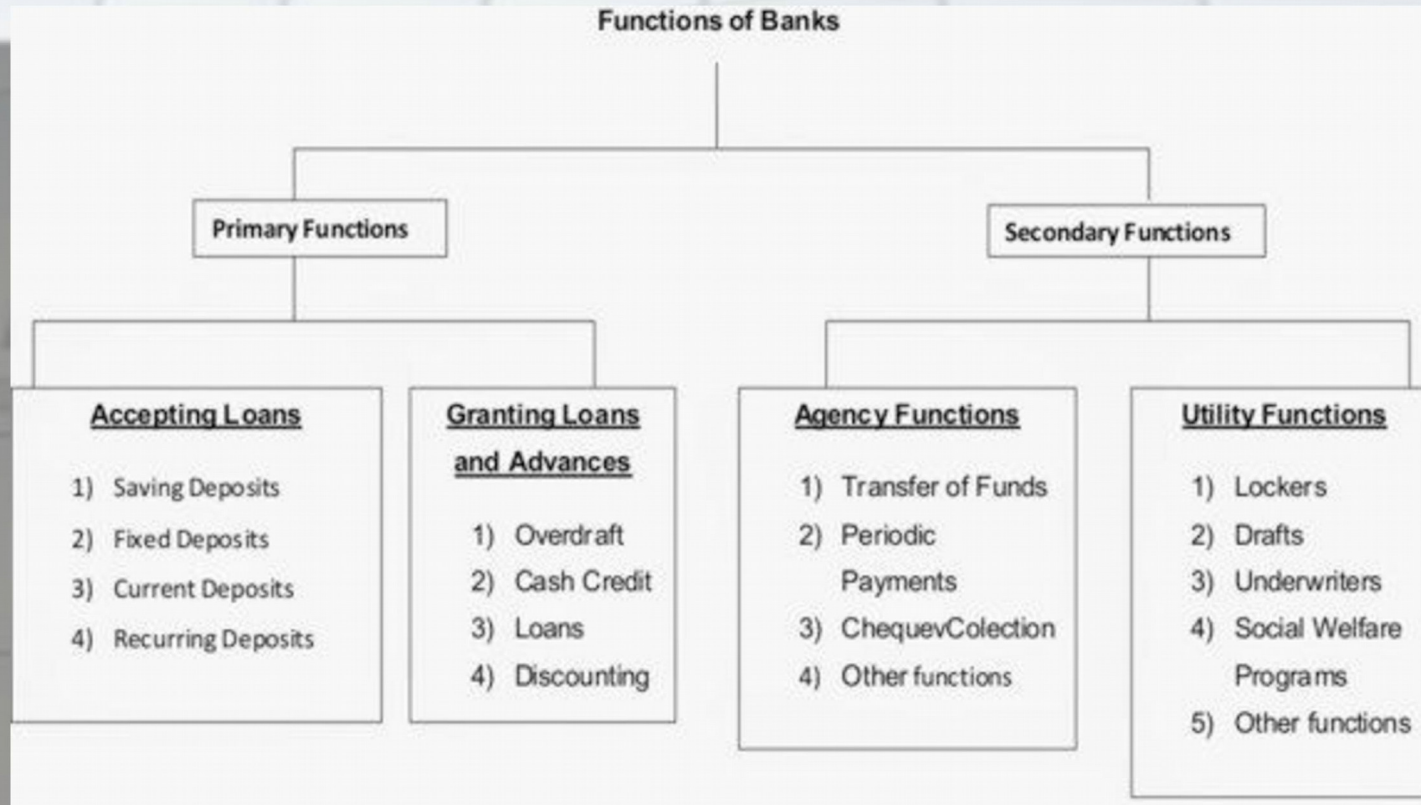 Functions of Banks
Primary Functions
Secondary Functions
Accepting Loans
1) Saving Deposits
2) Fixed Deposits
3) Current Deposits
4) Recurring Deposits
Granting Loans
and Advances
1) Overdraft
2) Cash Credit
3) Loans
4) Discounting
Agency Functions
1) Transfer of Funds
2) Periodic
Payments
3) ChequevColection
4) Other functions
Utility Functions
1) Lockers
2) Drafts
3) Underwriters
4) Social Welfare
Programs
5) Other functions